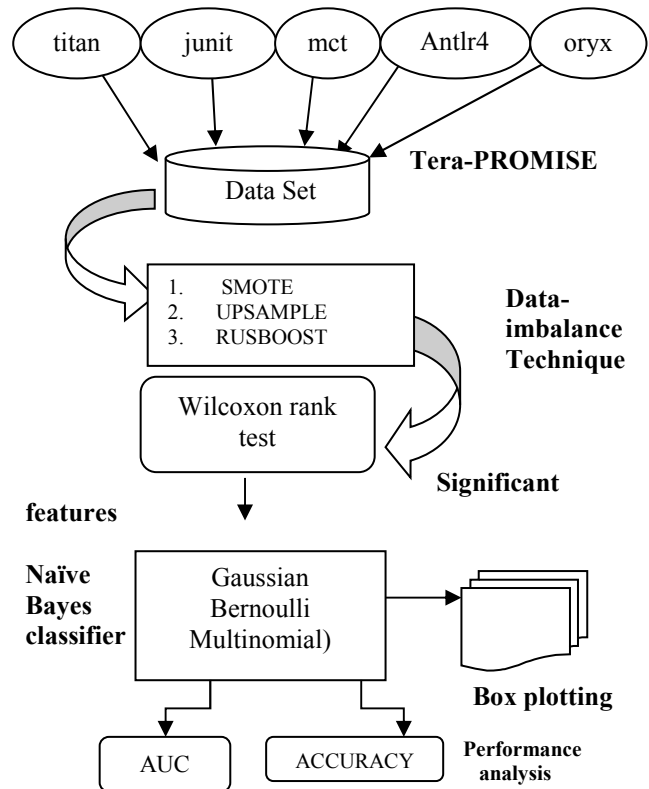 titan
junit
mct
Antlr4
oryx
Tera-PROMISE
Data Set
1. SMOTE
2. UPSAMPLE
3. RUSBOOST
Data-
imbalance
Technique
Wilcoxon rank
test
Significant
features
Naïve
Bayes
classifier
Gaussian
Bernoulli
Multinomial)
Box plotting
AUC
ACCURACY
Performance
analysis